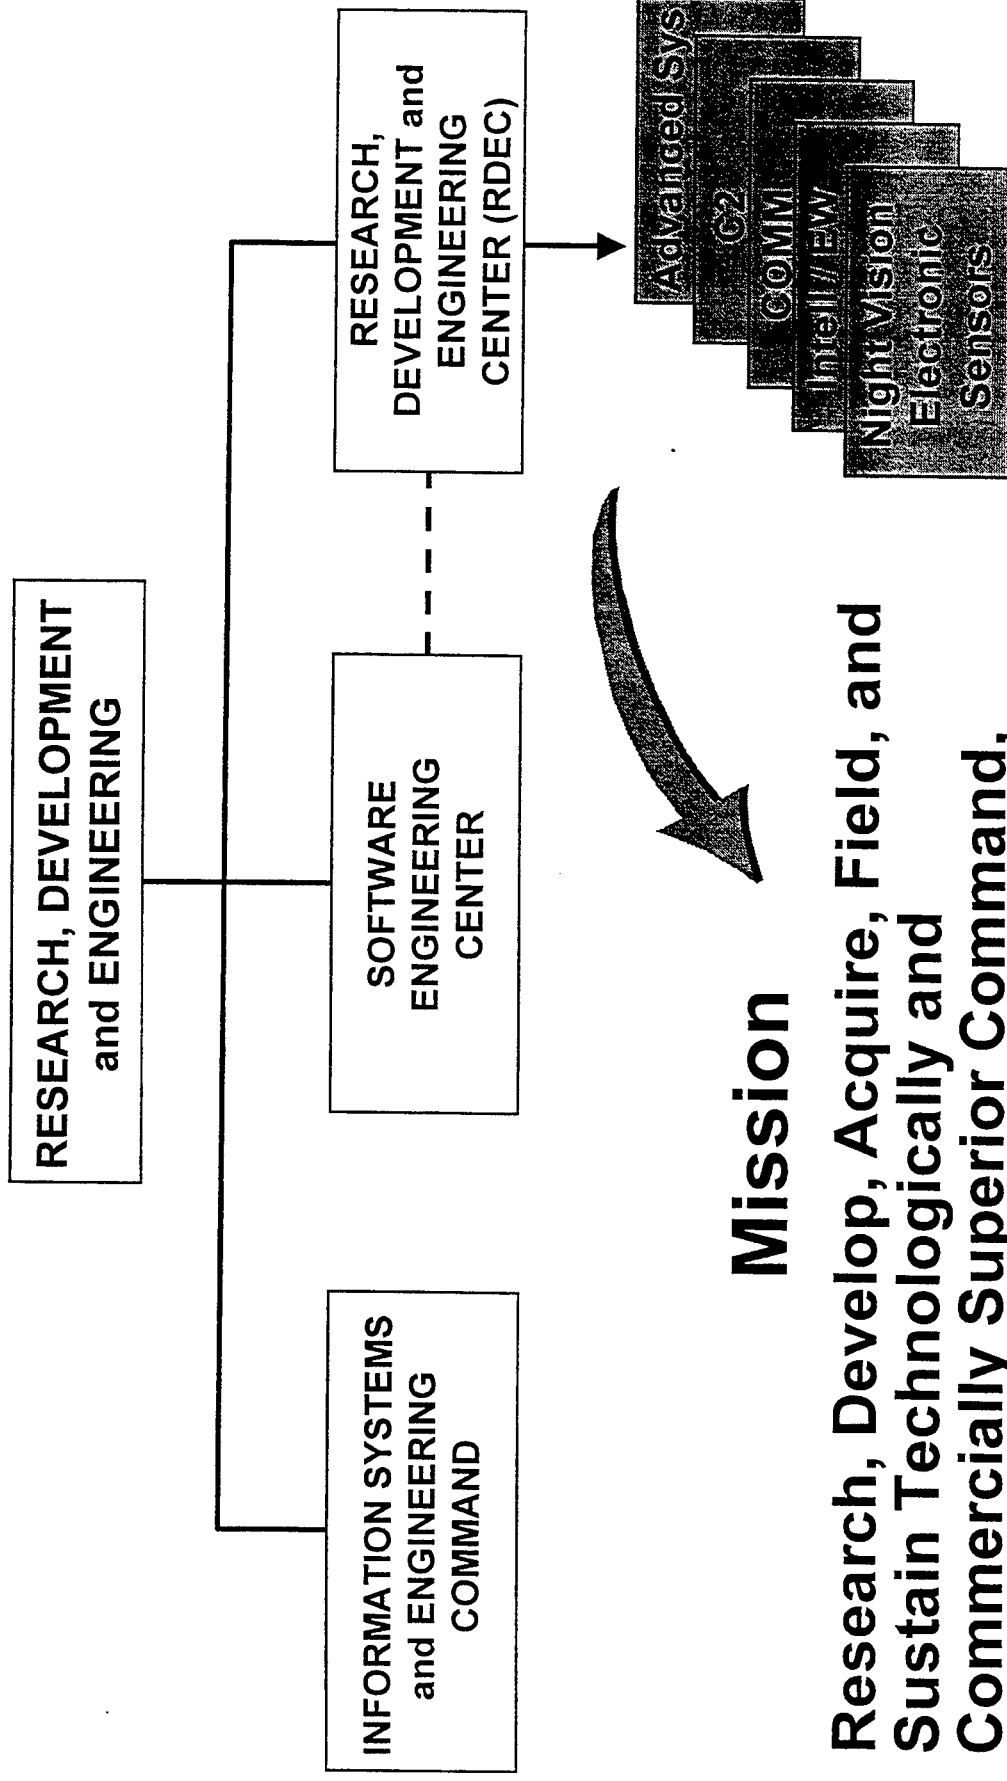 RESEARCH, DEVELOPMENT
and ENGINEERING
INFORMATION SYSTEMS
and ENGINEERING
COMMAND
SOFTWARE
ENGINEERING
CENTER
RESEARCH,
DEVELOPMENT and
ENGINEERING
CENTER (RDEC)
Advanced Sys
C2
COMM
Intell/EW
NightVision
Electronic
Sensors
Mission
Research, Develop, Acquire, Field, and
Sustain Technologically and
Commercially Superior Command,